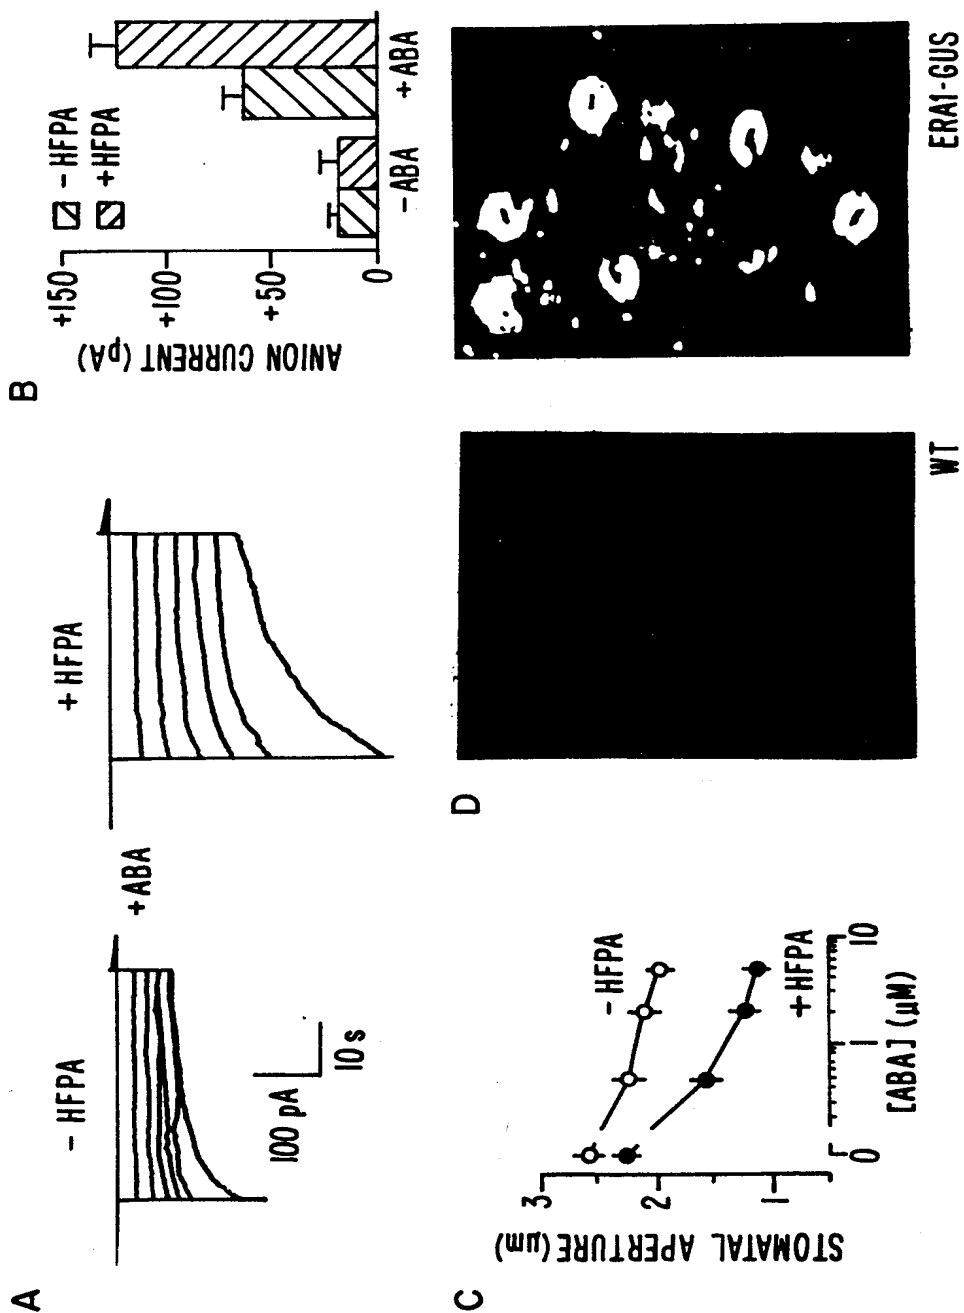 A
- HFPA
+ ABA
+ HFPA
100 pA
10 s
B
ANION CURRENT (pA)
+150
+100
+50
0
- HFPA
+ HFPA
- ABA
+ ABA
C
STOMATAL APERTURE (μm)
3
2
1
- HFPA
+ HFPA
0
1
10
[ABA] (μM)
D
WT
ERA1-GUS